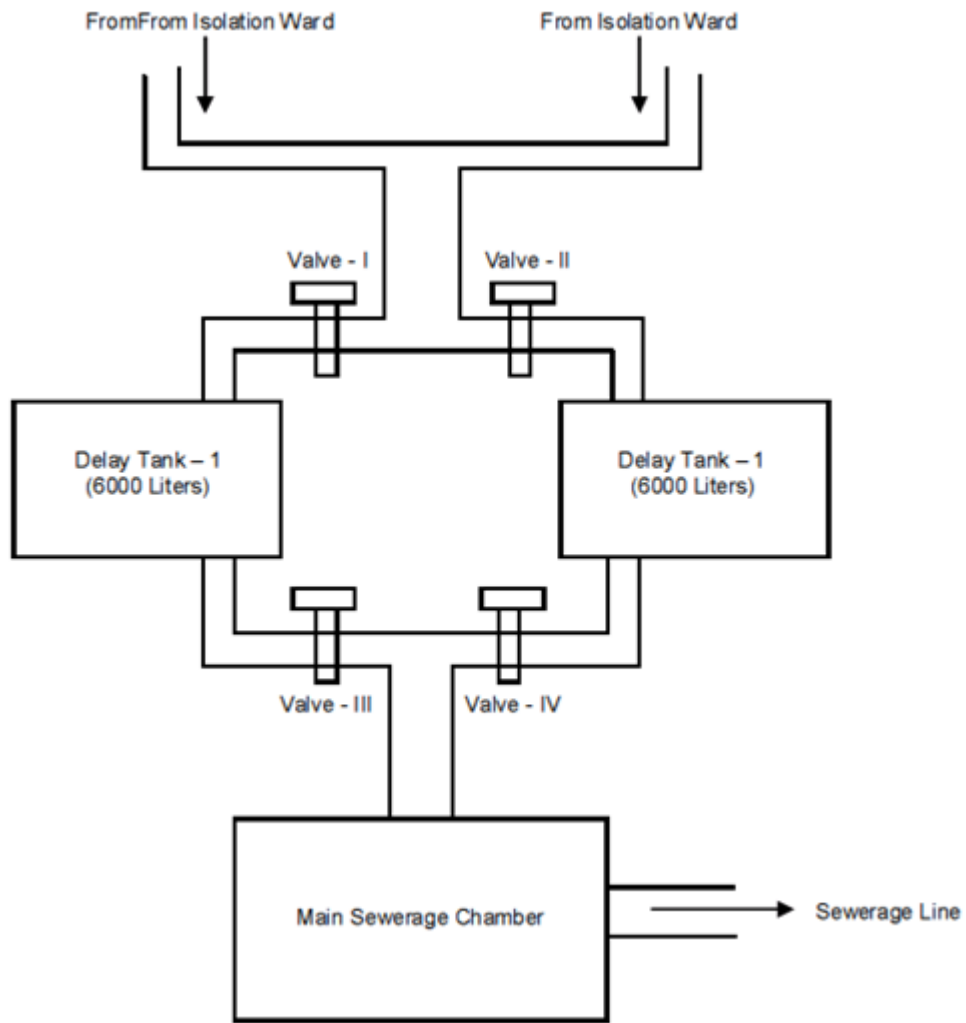 FromFrom Isolation Ward
From Isolation Ward
Valve - I
Valve - II
Delay Tank – 1
(6000 Liters)
Delay Tank – 1
(6000 Liters)
Valve - III
Valve - IV
Main Sewerage Chamber
Sewerage Line